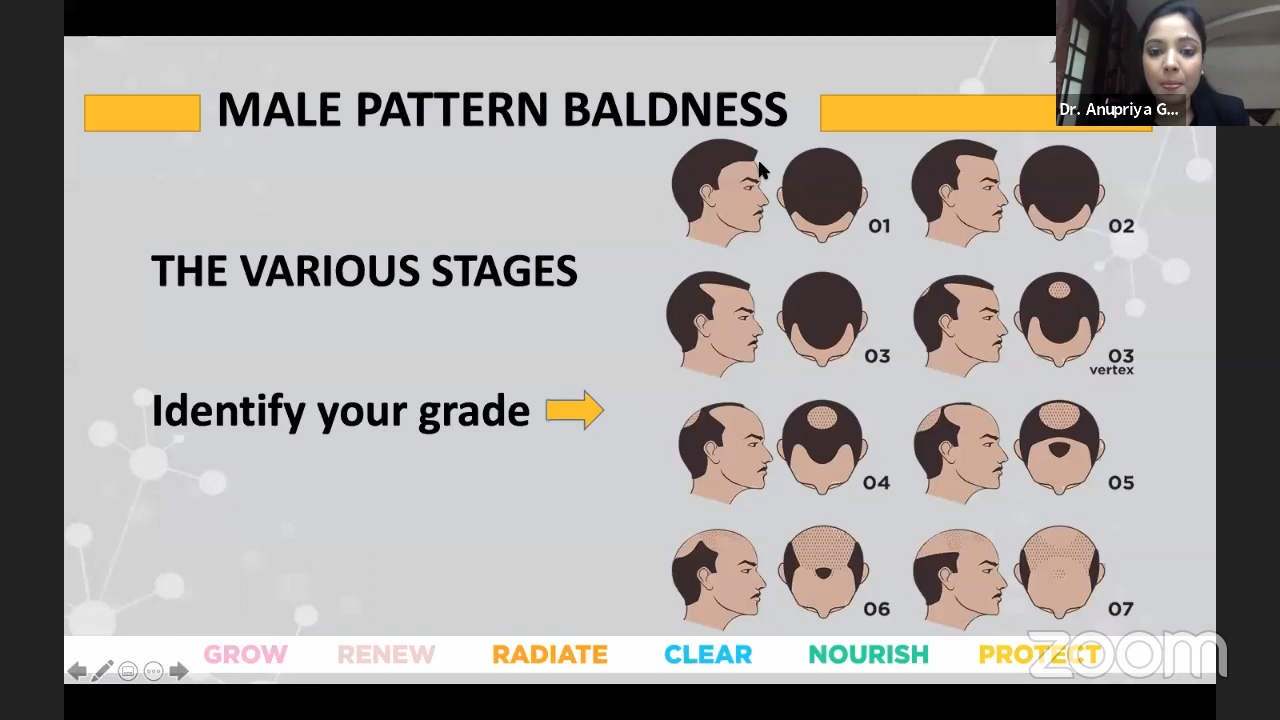 MALE PATTERN BALDNESS
Dr. Anupriya G...
THE VARIOUS STAGES
Identify your grade
01
02
03
03
vertex
04
05
06
07
GROW RENEW RADIATE CLEAR NOURISH PROTECT
zoom